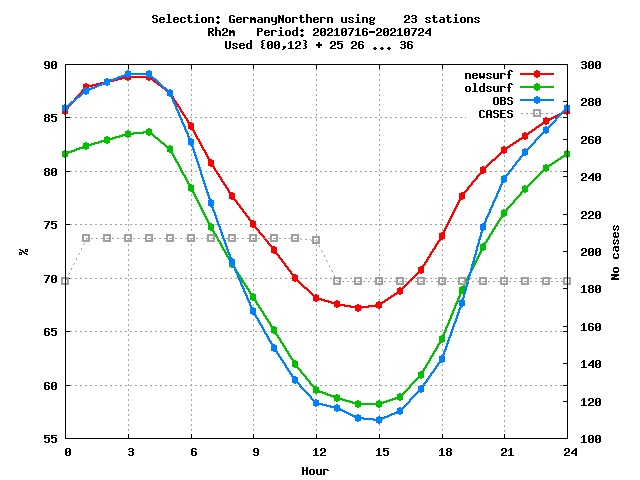 Selection: GermanyNorthern using    23 stations
Rh2m   Period: 20210716-20210724
Used {00,12} + 25 26 ... 36
90 300
newsurf
oldsurf
OBS
CASES
280
85
260
80
240
75
220
%
No cases
200
70
180
65
160
140
60
120
55 100
0 3 6 9 12 15 18 21 24
Hour